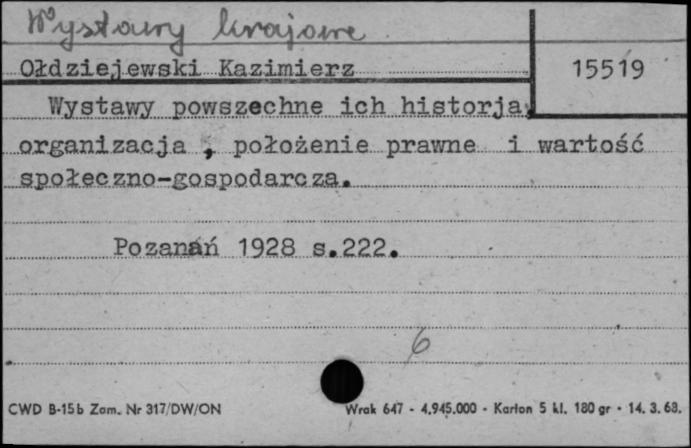 Wystawy krajowe
Ołdziejewski Kazimierz
15519
Wystawy powszechne ich historja,
organizacja , położenie prawne i wartość
społeczno-gospodarcza.
Pozanań 1928 s.222.
6
CWD B-15b Zam. Nr 317/DW/ON
Wrak 647 - 4.945.000 - Karton 5 kl. 180 gr - 14. 3. 68.